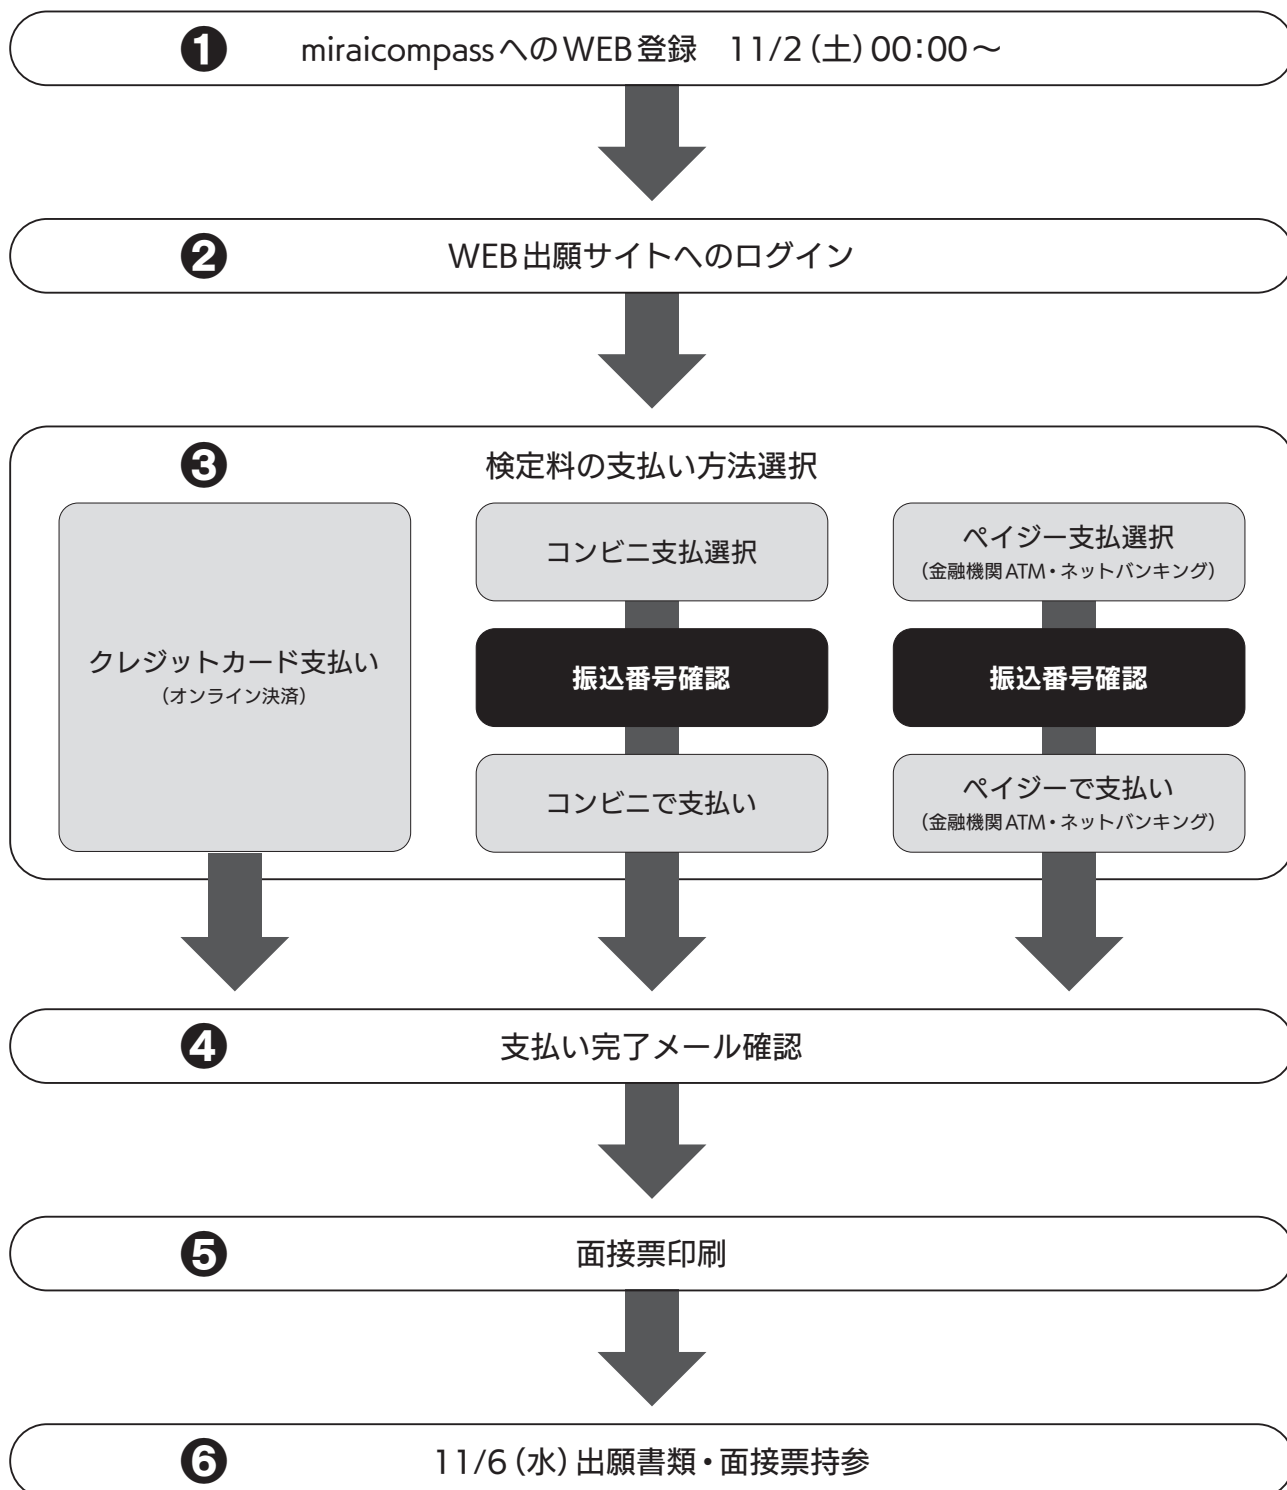 ❶ miraicompassへのWEB登録 11/2(土)00:00～
❷ WEB出願サイトへのログイン
❸ 検定料の支払い方法選択
クレジットカード支払い
(オンライン決済)
コンビニ支払選択
振込番号確認
コンビニで支払い
ペイジー支払選択
(金融機関ATM・ネットバンキング)
振込番号確認
ペイジーで支払い
(金融機関ATM・ネットバンキング)
❹ 支払い完了メール確認
❺ 面接票印刷
❻ 11/6(水)出願書類・面接票持参